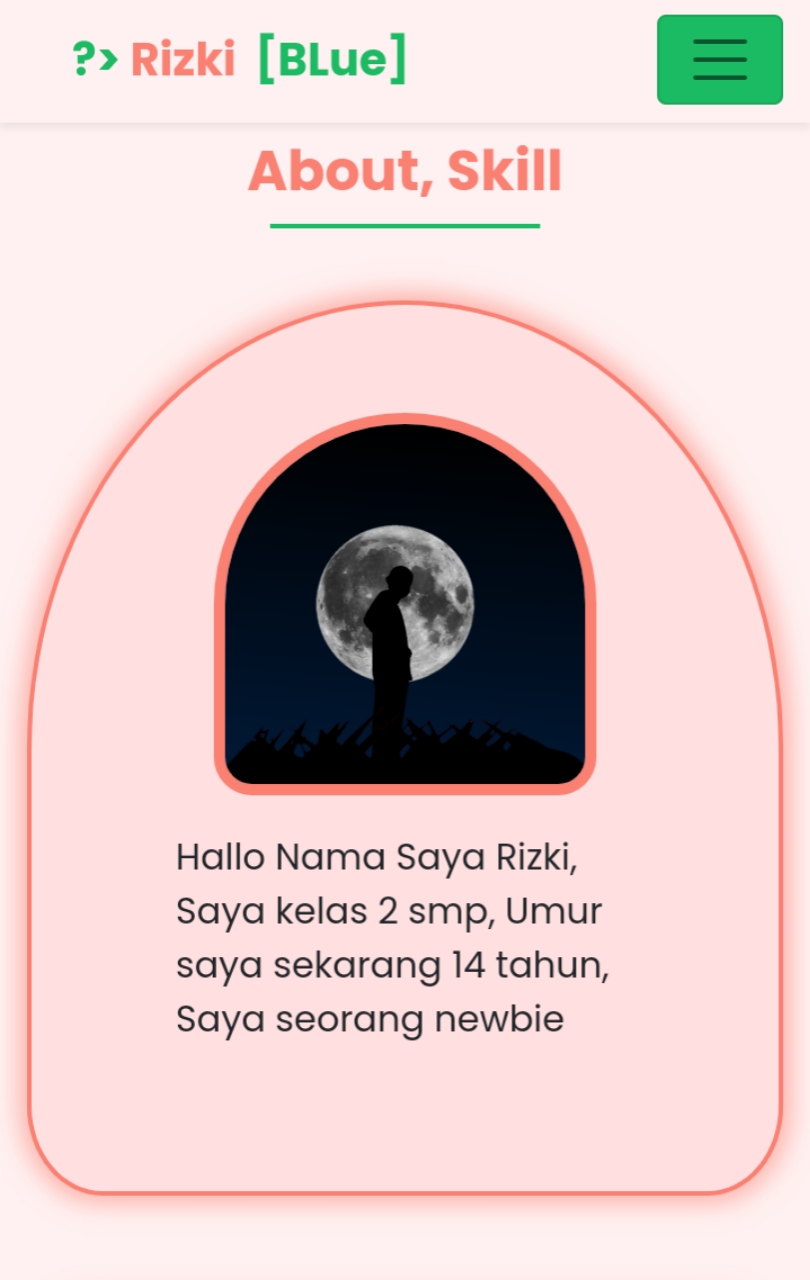 ?> Rizki [BLue]
About, Skill
Hallo Nama Saya Rizki,
Saya kelas 2 smp, Umur
saya sekarang 14 tahun,
Saya seorang newbie